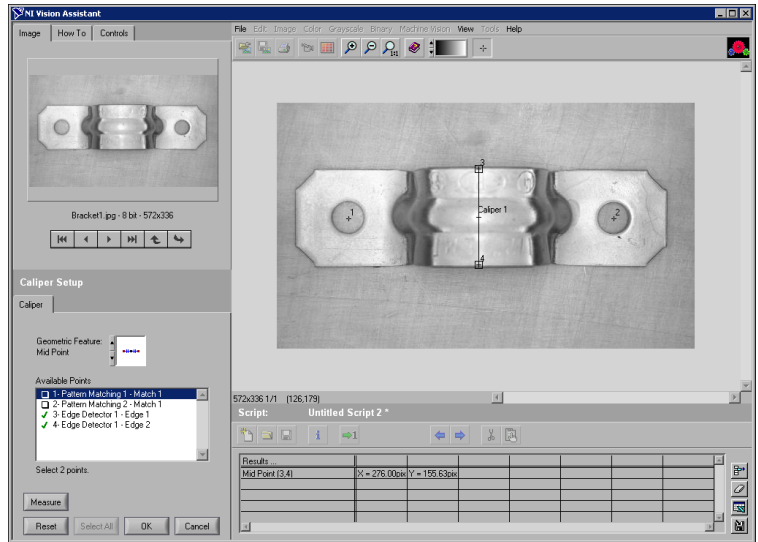 NI Vision Assistant
Image How To Controls
File Edit Image Color Grayscale Binary Machine Vision View Tools Help
1:1
Bracket1.jpg - 8 bit - 572x336
3
1
Caliper 1
2
4
Caliper Setup
Caliper
Geometric Feature:
Mid Point
Available Points
1- Pattern Matching 1 - Match 1
2- Pattern Matching 2 - Match 1
3- Edge Detector 1 - Edge 1
4- Edge Detector 1 - Edge 2
Select 2 points.
Measure
Reset Select All OK Cancel
572x336 1/1 (126,179)
Script: Untitled Script 2 *
1
Results ...
Mid Point (3,4) X = 276.00pix Y = 155.63pix